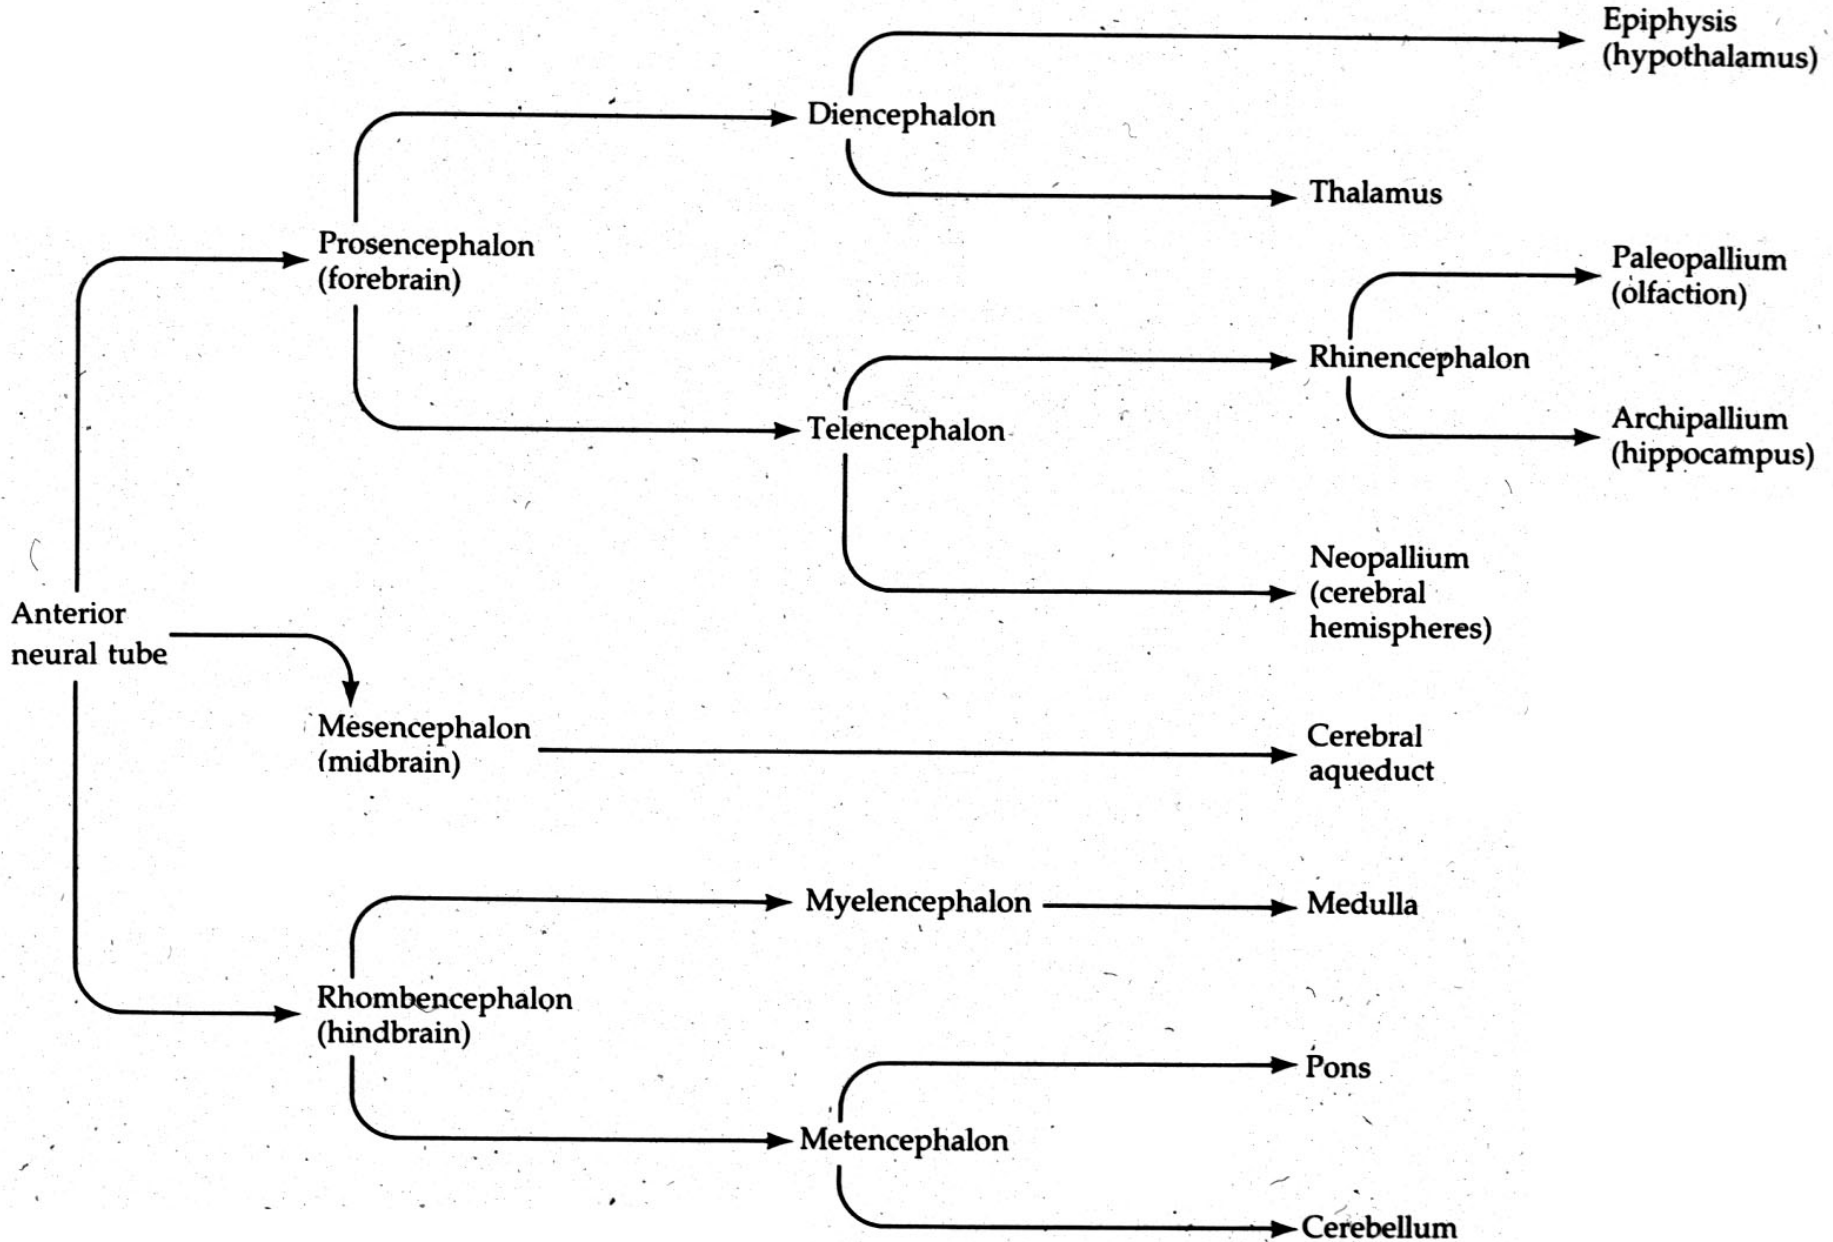 Epiphysis
(hypothalamus)
Diencephalon
Thalamus
Prosencephalon
(forebrain)
Paleopallium
(olfaction)
Rhinencephalon
Telencephalon
Archipallium
(hippocampus)
Neopallium
(cerebral
hemispheres)
Anterior
neural tube
Mesencephalon
(midbrain)
Cerebral
aqueduct
Myelencephalon
Medulla
Rhombencephalon
(hindbrain)
Pons
Metencephalon
Cerebellum